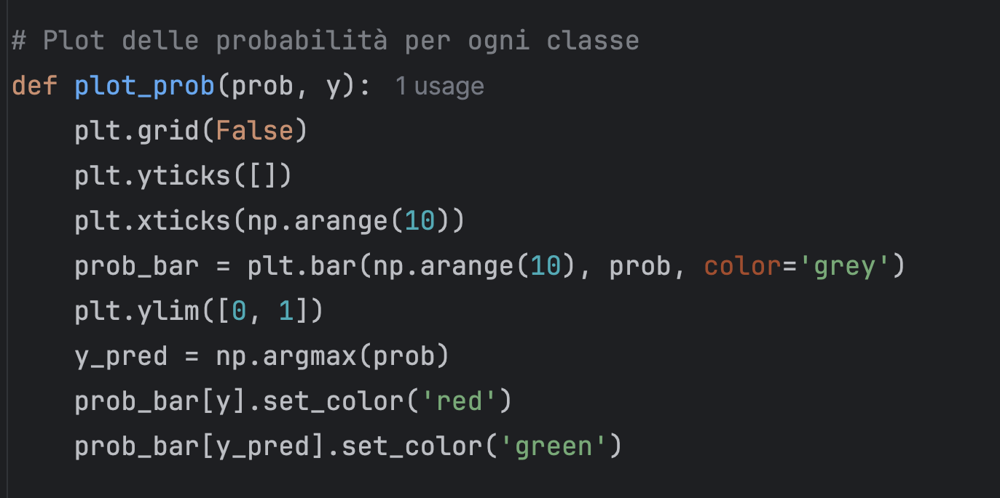 # Plot delle probabilità per ogni classe
def plot_prob(prob, y): 1 usage
    plt.grid(False)
    plt.yticks([])
    plt.xticks(np.arange(10))
    prob_bar = plt.bar(np.arange(10), prob, color='grey')
    plt.ylim([0, 1])
    y_pred = np.argmax(prob)
    prob_bar[y].set_color('red')
    prob_bar[y_pred].set_color('green')